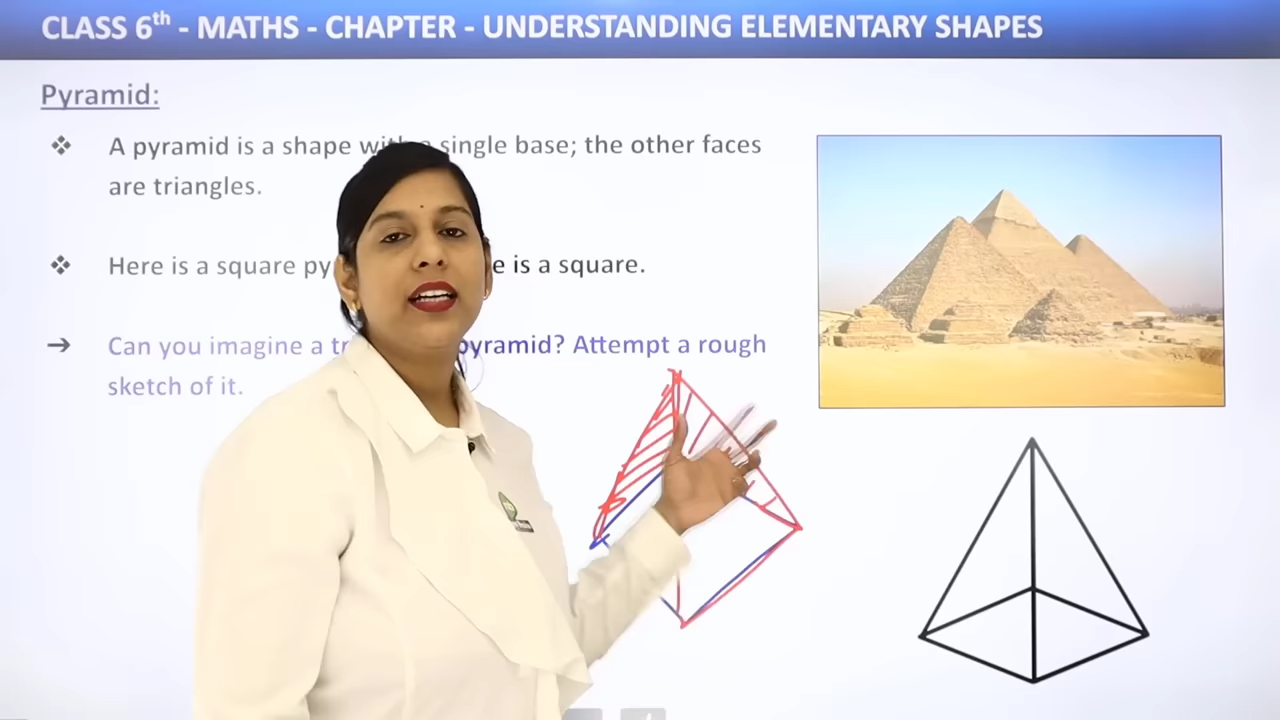 CLASS 6th - MATHS - CHAPTER - UNDERSTANDING ELEMENTARY SHAPES
Pyramid:
❖ A pyramid is a shape with a single base; the other faces
are triangles.
❖ Here is a square py e is a square.
➔ Can you imagine a tr pyramid? Attempt a rough
sketch of it.